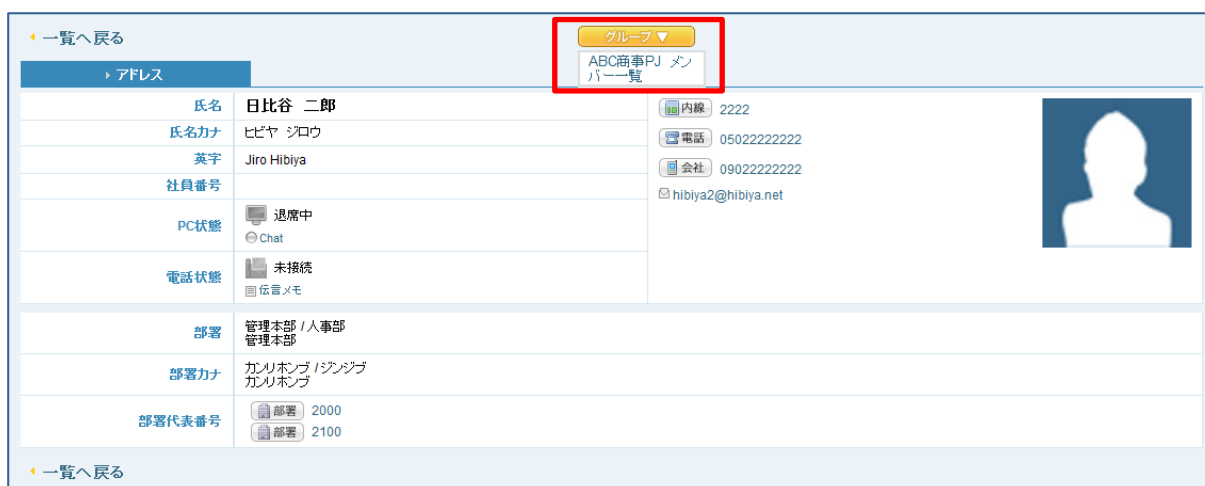 一覧へ戻る
グループ▼
ABC商事PJ メン
バー一覧
アドレス
氏名 日比谷 二郎
氏名カナ ヒビヤ ジロウ
英字 Jiro Hibiya
社員番号
PC状態 退席中
Chat
電話状態 未接続
伝言メモ
内線 2222
電話 05022222222
会社 09022222222
hibiya2@hibiya.net
部署 管理本部 / 人事部
管理本部
部署カナ カンリホンブ / ジンジブ
カンリホンブ
部署代表番号 部署 2000
部署 2100
一覧へ戻る